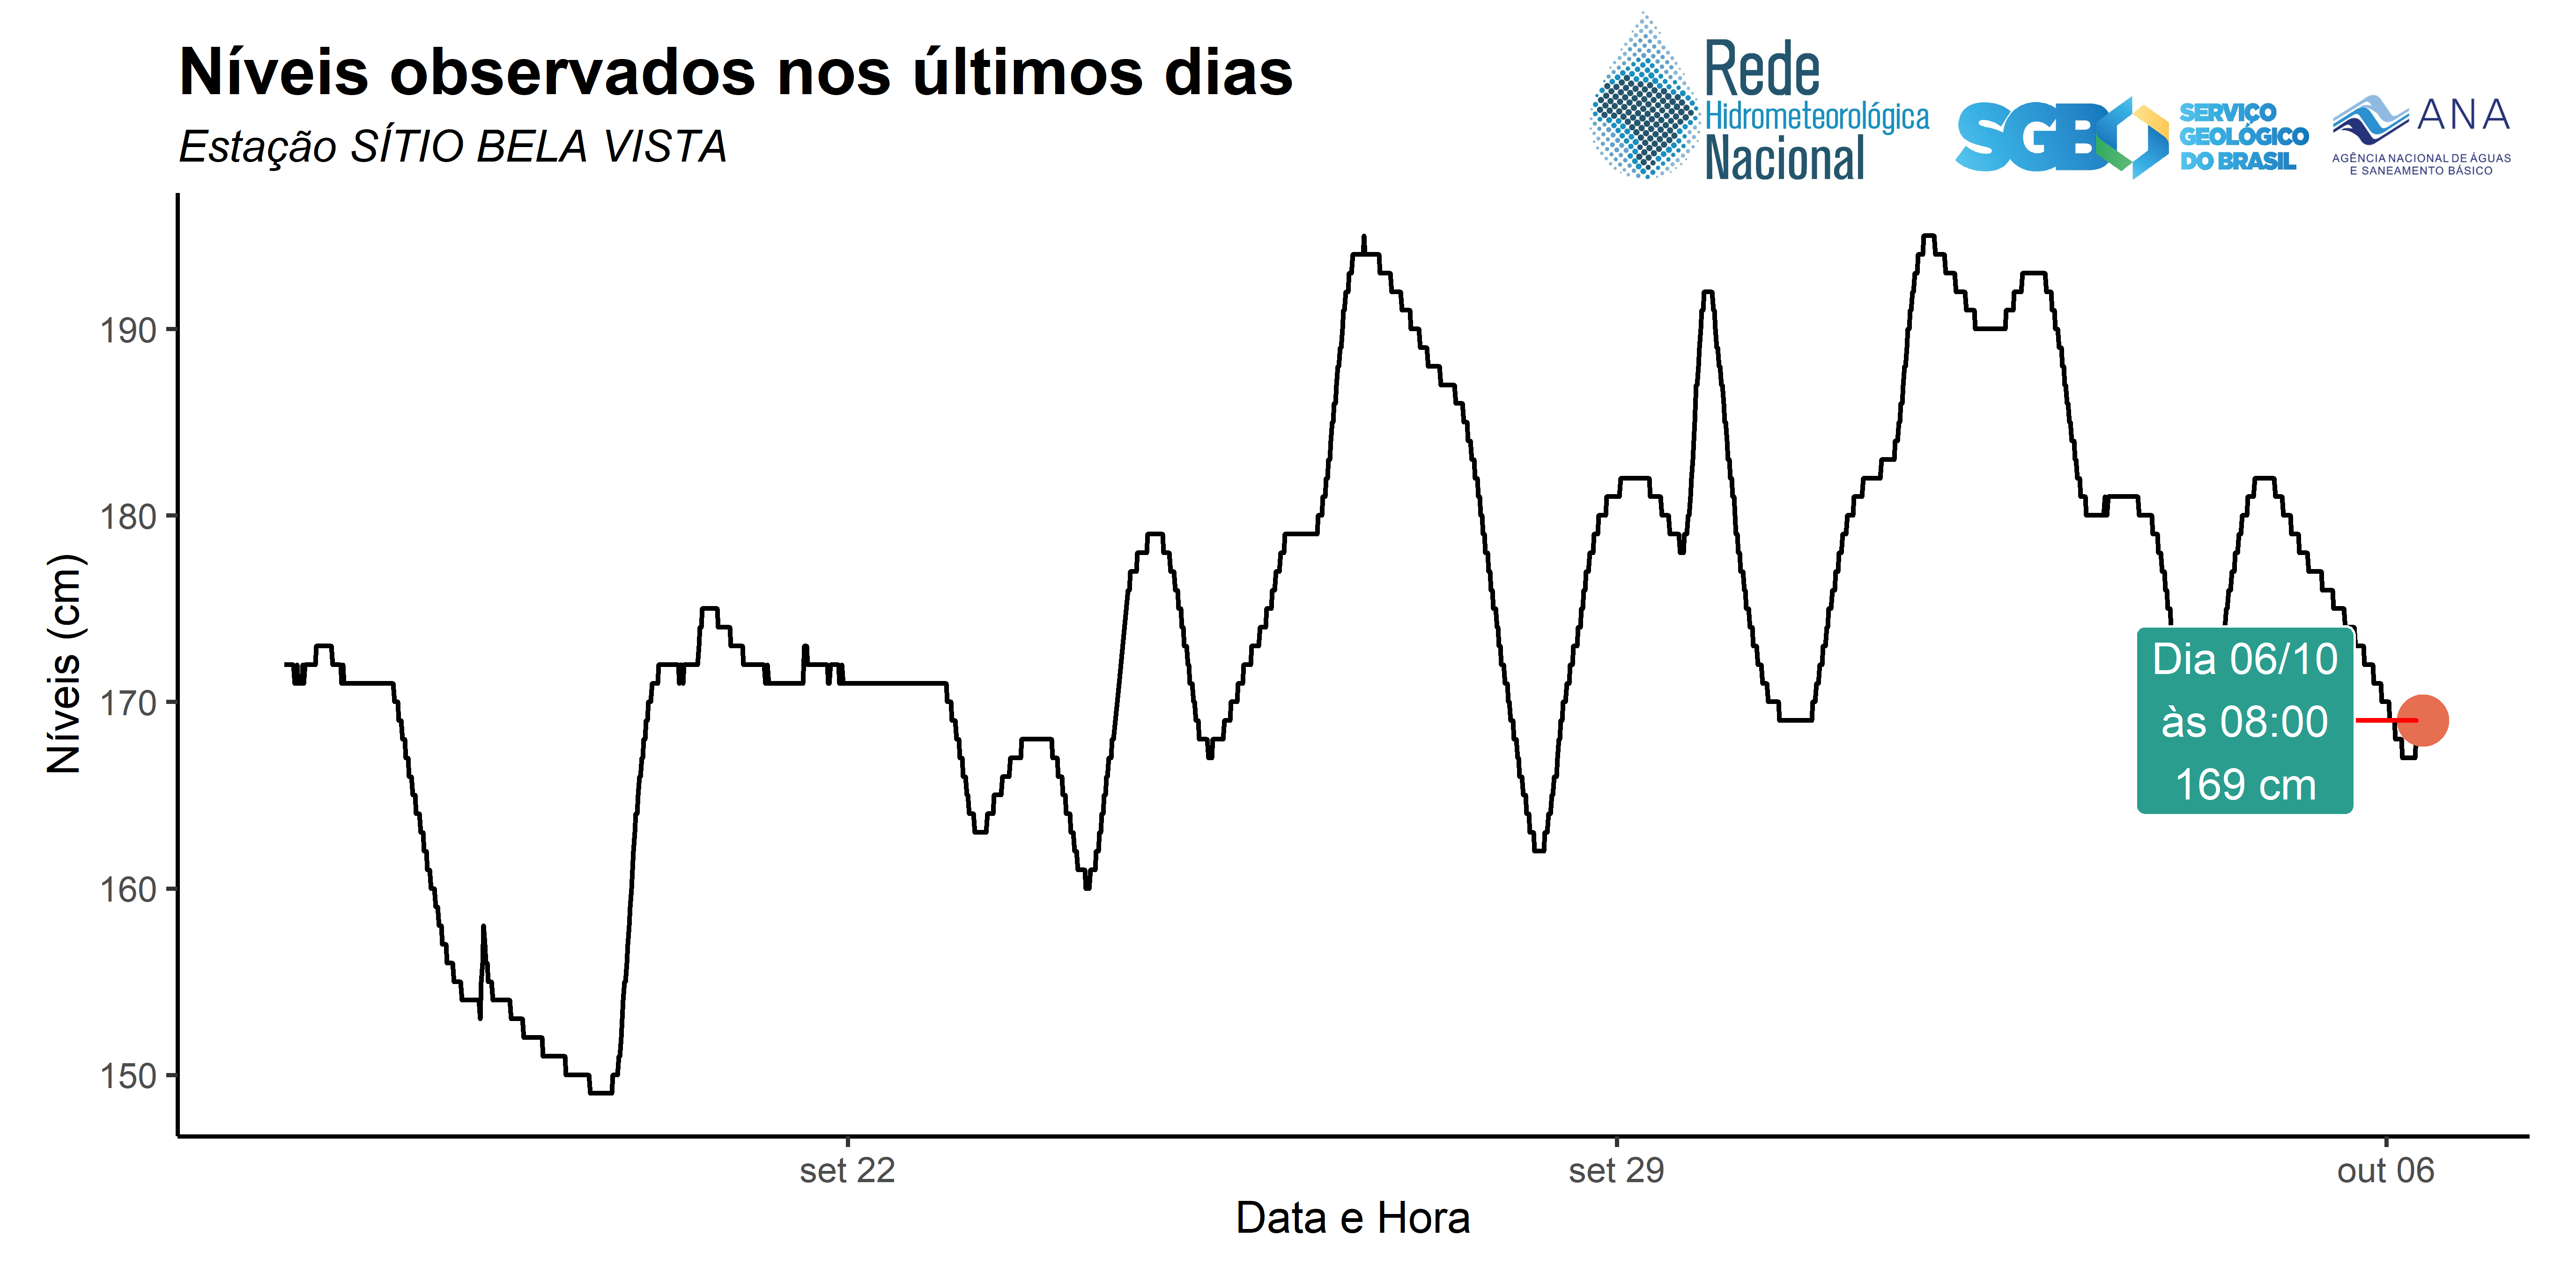 Níveis observados nos últimos dias
Estação SÍTIO BELA VISTA
Rede
Hidrometeorológica
Nacional
SGB
SERVIÇO
GEOLÓGICO
DO BRASIL
ANA
AGÊNCIA NACIONAL DE ÁGUAS
E SANEAMENTO BÁSICO
Níveis (cm)
190
180
170
160
150
Dia 06/10
às 08:00
169 cm
set 22
set 29
out 06
Data e Hora